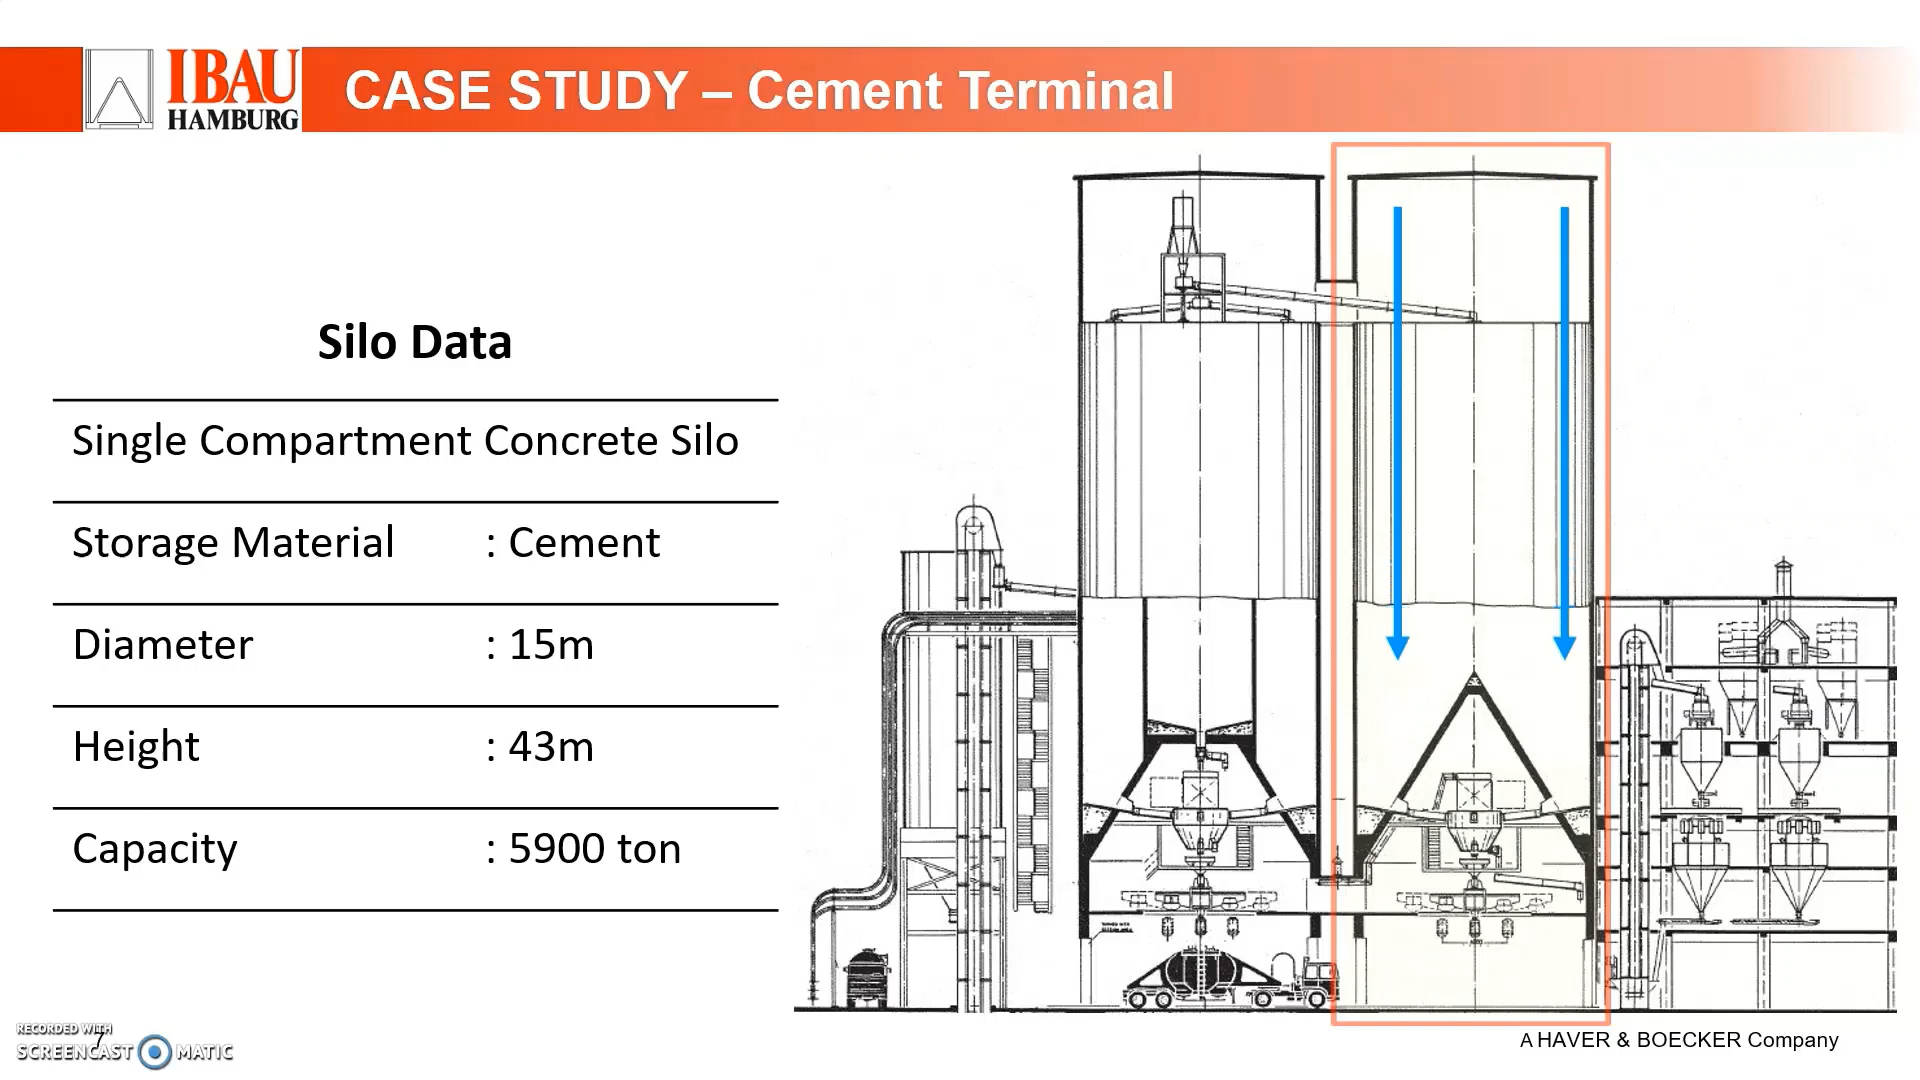 IBAU
HAMBURG
CASE STUDY – Cement Terminal
Silo Data
Single Compartment Concrete Silo
Storage Material : Cement
Diameter : 15m
Height : 43m
Capacity : 5900 ton
RECORDED WITH
SCREENCAST MATIC
7
A HAVER & BOECKER Company